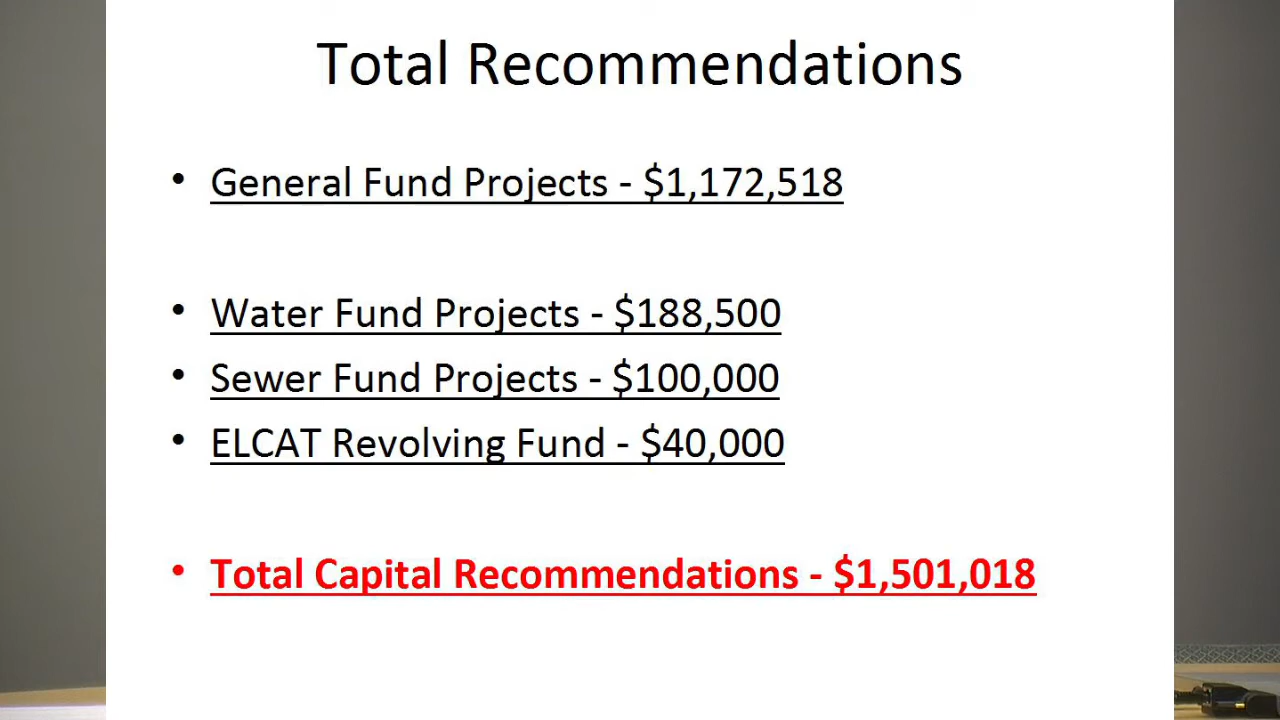 Total Recommendations
• General Fund Projects - $1,172,518
• Water Fund Projects - $188,500
• Sewer Fund Projects - $100,000
• ELCAT Revolving Fund - $40,000
• Total Capital Recommendations - $1,501,018